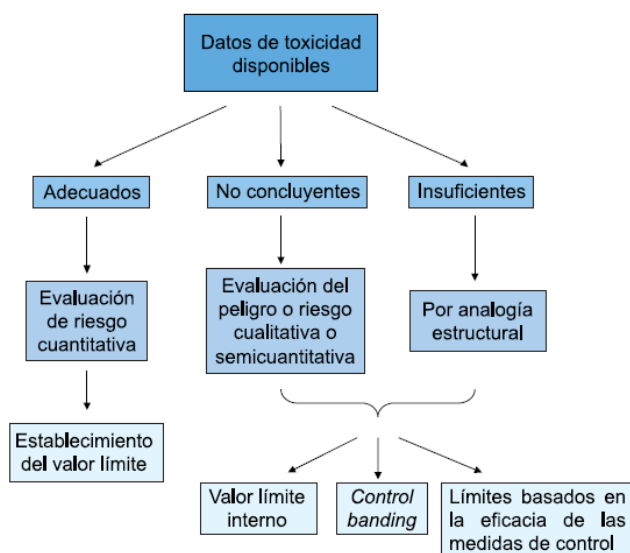 Datos de toxicidad
disponibles
Adecuados
No concluyentes
Insuficientes
Evaluación
de riesgo
cuantitativa
Evaluación del
peligro o riesgo
cualitativa o
semicuantitativa
Por analogía
estructural
Establecimiento
del valor límite
Valor límite
interno
Control
banding
Límites basados en
la eficacia de las
medidas de control